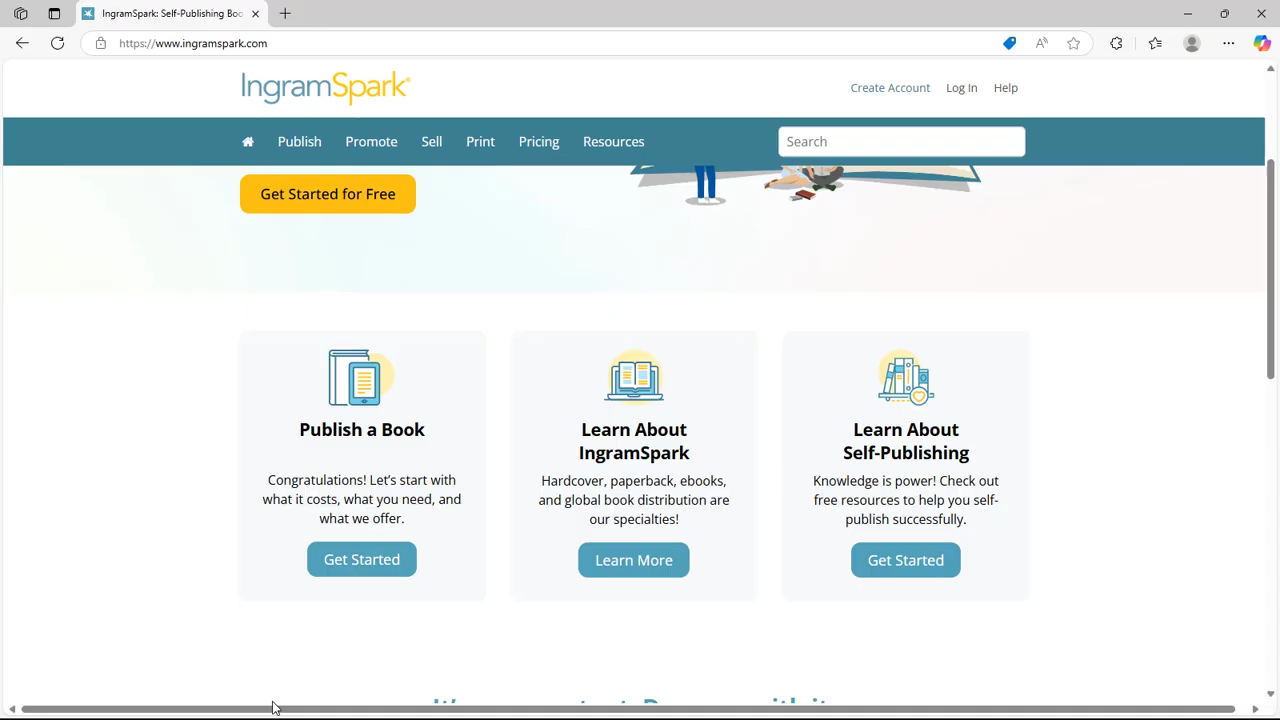 IngramSpark: Self-Publishing Boo
https://www.ingramspark.com
IngramSpark®
Create Account Log In Help
Publish Promote Sell Print Pricing Resources
Search
Get Started for Free
Publish a Book
Congratulations! Let's start with
what it costs, what you need, and
what we offer.
Get Started
Learn About
IngramSpark
Hardcover, paperback, ebooks,
and global book distribution are
our specialties!
Learn More
Learn About
Self-Publishing
Knowledge is power! Check out
free resources to help you self-
publish successfully.
Get Started